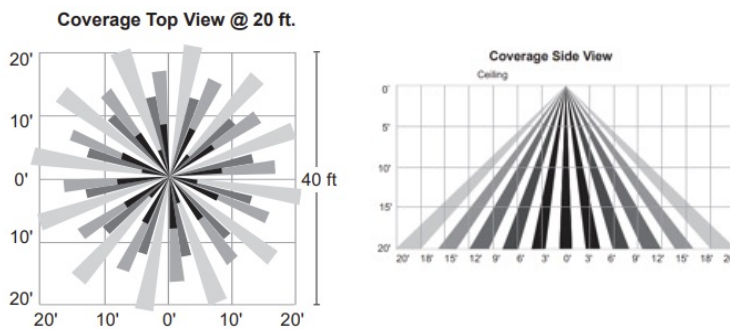 Coverage Top View @ 20 ft.
20'
10'
0'
10'
20'
20' 10' 0' 10' 20'
40 ft
Coverage Side View
Ceiling
0'
5'
10'
15'
20'
20' 18' 15' 12' 9' 6' 3' 0' 3' 6' 9' 12' 15' 18' 20'